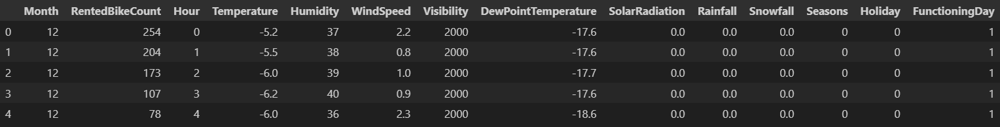 Month RentedBikeCount Hour Temperature Humidity WindSpeed Visibility DewPointTemperature SolarRadiation Rainfall Snowfall Seasons Holiday FunctioningDay
0 12 254 0 -5.2 37 2.2 2000 -17.6 0.0 0.0 0.0 0 0 1
1 12 204 1 -5.5 38 0.8 2000 -17.6 0.0 0.0 0.0 0 0 1
2 12 173 2 -6.0 39 1.0 2000 -17.7 0.0 0.0 0.0 0 0 1
3 12 107 3 -6.2 40 0.9 2000 -17.6 0.0 0.0 0.0 0 0 1
4 12 78 4 -6.0 36 2.3 2000 -18.6 0.0 0.0 0.0 0 0 1